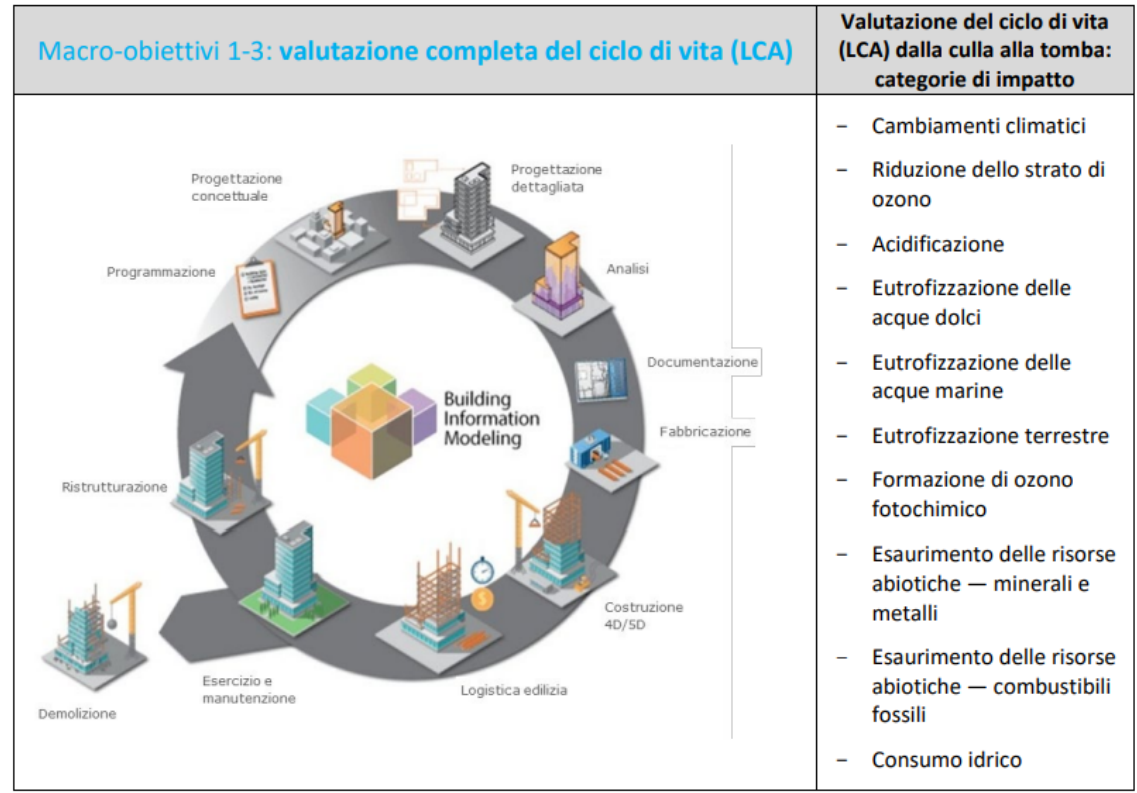 Macro-obiettivi 1-3: valutazione completa del ciclo di vita (LCA)
Valutazione del ciclo di vita
(LCA) dalla culla alla tomba:
categorie di impatto
Progettazione
concettuale
Progettazione
dettagliata
Programmazione
Analisi
Documentazione
Fabbricazione
Building
Information
Modeling
Ristrutturazione
Costruzione
4D/5D
Logistica edilizia
Esercizio e
manutenzione
Demolizione
– Cambiamenti climatici
– Riduzione dello strato di
ozono
– Acidificazione
– Eutrofizzazione delle
acque dolci
– Eutrofizzazione delle
acque marine
– Eutrofizzazione terrestre
– Formazione di ozono
fotochimico
– Esaurimento delle risorse
abiotiche — minerali e
metalli
– Esaurimento delle risorse
abiotiche — combustibili
fossili
– Consumo idrico